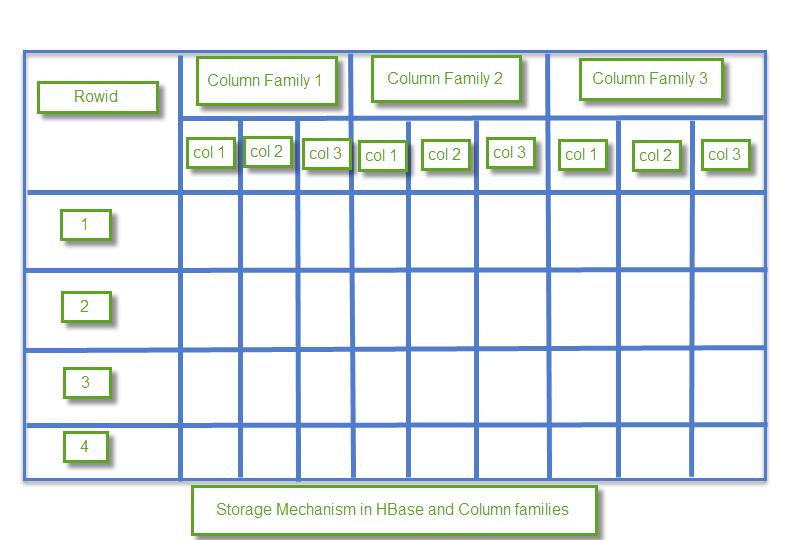 Rowid
Column Family 1
Column Family 2
Column Family 3
col 1
col 2
col 3
col 1
col 2
col 3
col 1
col 2
col 3
1
2
3
4
Storage Mechanism in HBase and Column families